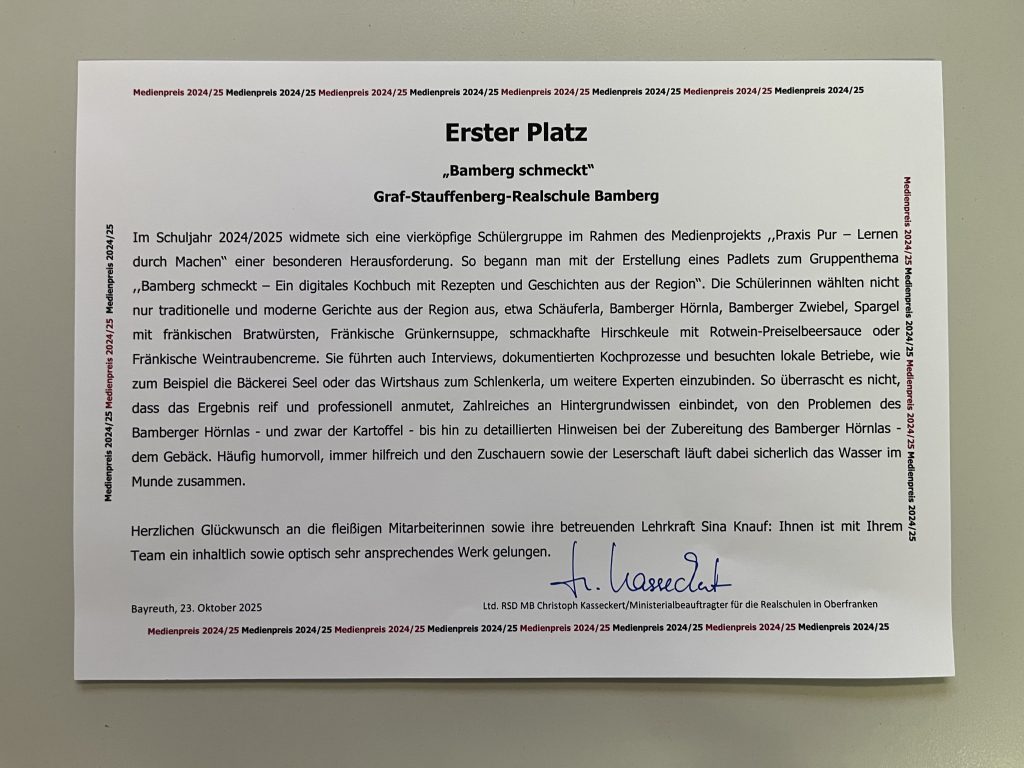 Medienpreis 2024/25 Medienpreis 2024/25 Medienpreis 2024/25 Medienpreis 2024/25 Medienpreis 2024/25 Medienpreis 2024/25 Medienpreis 2024/25 Medienpreis 2024/25
Erster Platz
„Bamberg schmeckt“
Graf-Stauffenberg-Realschule Bamberg
Im Schuljahr 2024/2025 widmete sich eine vierköpfige Schülergruppe im Rahmen des Medienprojekts ,,Praxis Pur – Lernen
durch Machen“ einer besonderen Herausforderung. So begann man mit der Erstellung eines Padlets zum Gruppenthema
,,Bamberg schmeckt – Ein digitales Kochbuch mit Rezepten und Geschichten aus der Region“. Die Schülerinnen wählten nicht
nur traditionelle und moderne Gerichte aus der Region aus, etwa Schäuferla, Bamberger Hörnla, Bamberger Zwiebel, Spargel
mit fränkischen Bratwürsten, Fränkische Grünkernsuppe, schmackhafte Hirschkeule mit Rotwein-Preiselbeersauce oder
Fränkische Weintraubencreme. Sie führten auch Interviews, dokumentierten Kochprozesse und besuchten lokale Betriebe, wie
zum Beispiel die Bäckerei Seel oder das Wirtshaus zum Schlenkerla, um weitere Experten einzubinden. So überrascht es nicht,
dass das Ergebnis reif und professionell anmutet, Zahlreiches an Hintergrundwissen einbindet, von den Problemen des
Bamberger Hörnlas - und zwar der Kartoffel - bis hin zu detaillierten Hinweisen bei der Zubereitung des Bamberger Hörnlas -
dem Gebäck. Häufig humorvoll, immer hilfreich und den Zuschauern sowie der Leserschaft läuft dabei sicherlich das Wasser im
Munde zusammen.
Herzlichen Glückwunsch an die fleißigen Mitarbeiterinnen sowie ihre betreuenden Lehrkraft Sina Knauf: Ihnen ist mit Ihrem
Team ein inhaltlich sowie optisch sehr ansprechendes Werk gelungen.
Kasseckert
Bayreuth, 23. Oktober 2025
Ltd. RSD MB Christoph Kasseckert/Ministerialbeauftragter für die Realschulen in Oberfranken
Medienpreis 2024/25 Medienpreis 2024/25 Medienpreis 2024/25 Medienpreis 2024/25 Medienpreis 2024/25 Medienpreis 2024/25 Medienpreis 2024/25 Medienpreis 2024/25
Medienpreis 2024/25 Medienpreis 2024/25 Medienpreis 2024/25
Medienpreis 2024/25 Medienpreis 2024/25 Medienpreis 2024/25 Medienpreis 2024/25